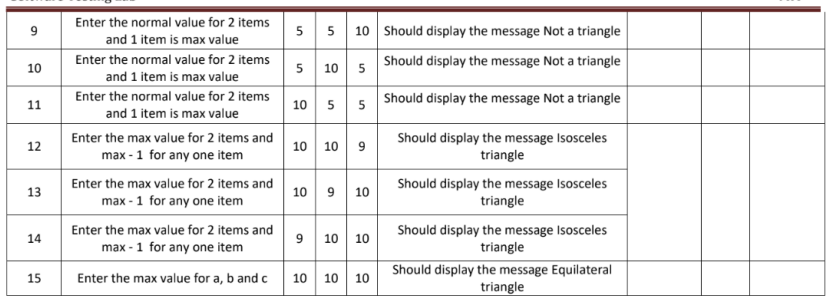 9 Enter the normal value for 2 items and 1 item is max value 5 5 10 Should display the message Not a triangle
10 Enter the normal value for 2 items and 1 item is max value 5 10 5 Should display the message Not a triangle
11 Enter the normal value for 2 items and 1 item is max value 10 5 5 Should display the message Not a triangle
12 Enter the max value for 2 items and max - 1 for any one item 10 10 9 Should display the message Isosceles triangle
13 Enter the max value for 2 items and max - 1 for any one item 10 9 10 Should display the message Isosceles triangle
14 Enter the max value for 2 items and max - 1 for any one item 9 10 10 Should display the message Isosceles triangle
15 Enter the max value for a, b and c 10 10 10 Should display the message Equilateral triangle